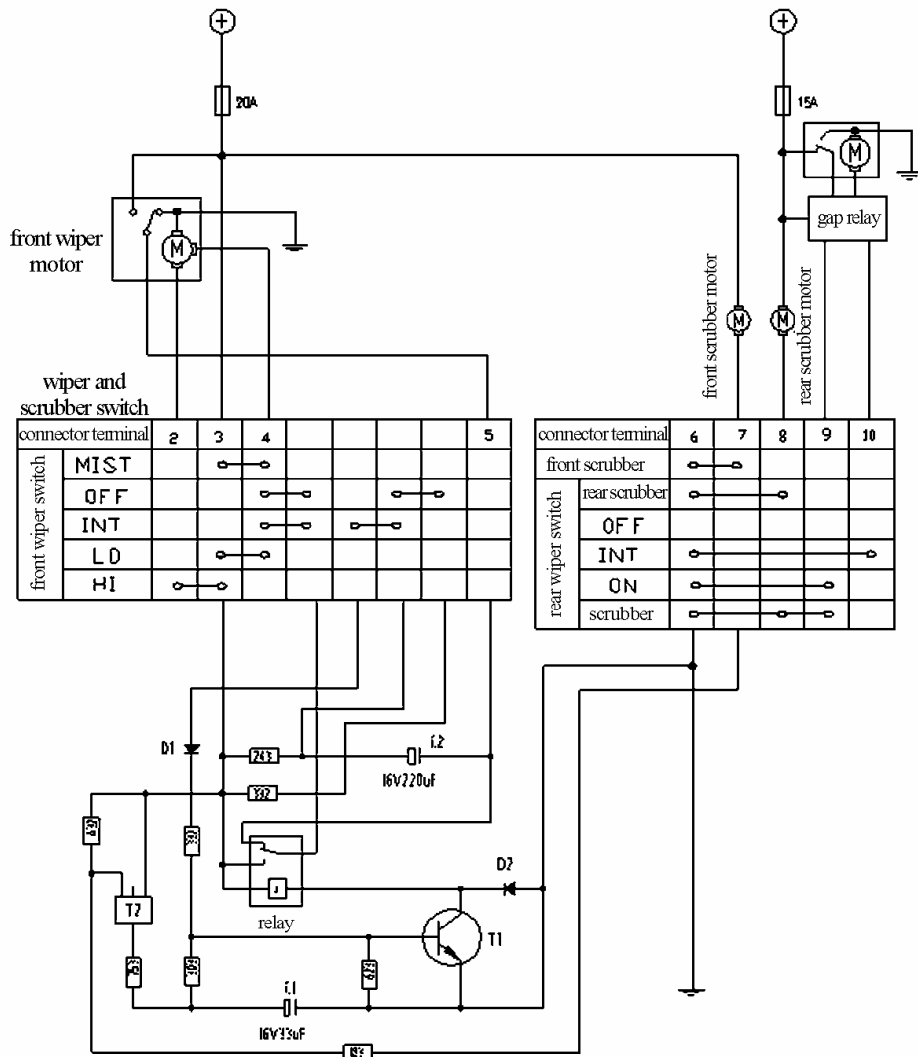 20A
15A
M
gap relay
front wiper
motor
M
front scrubber motor
M
M
rear scrubber motor
wiper and
scrubber switch
connector terminal 2 3 4 5
front wiper switch
MIST
OFF
INT
LO
HI
connector terminal 6 7 8 9 10
front scrubber
rear wiper switch
rear scrubber
OFF
INT
ON
scrubber
D1
243
C2
16V220uF
332
D2
relay
T2
T1
C1
16V33uF